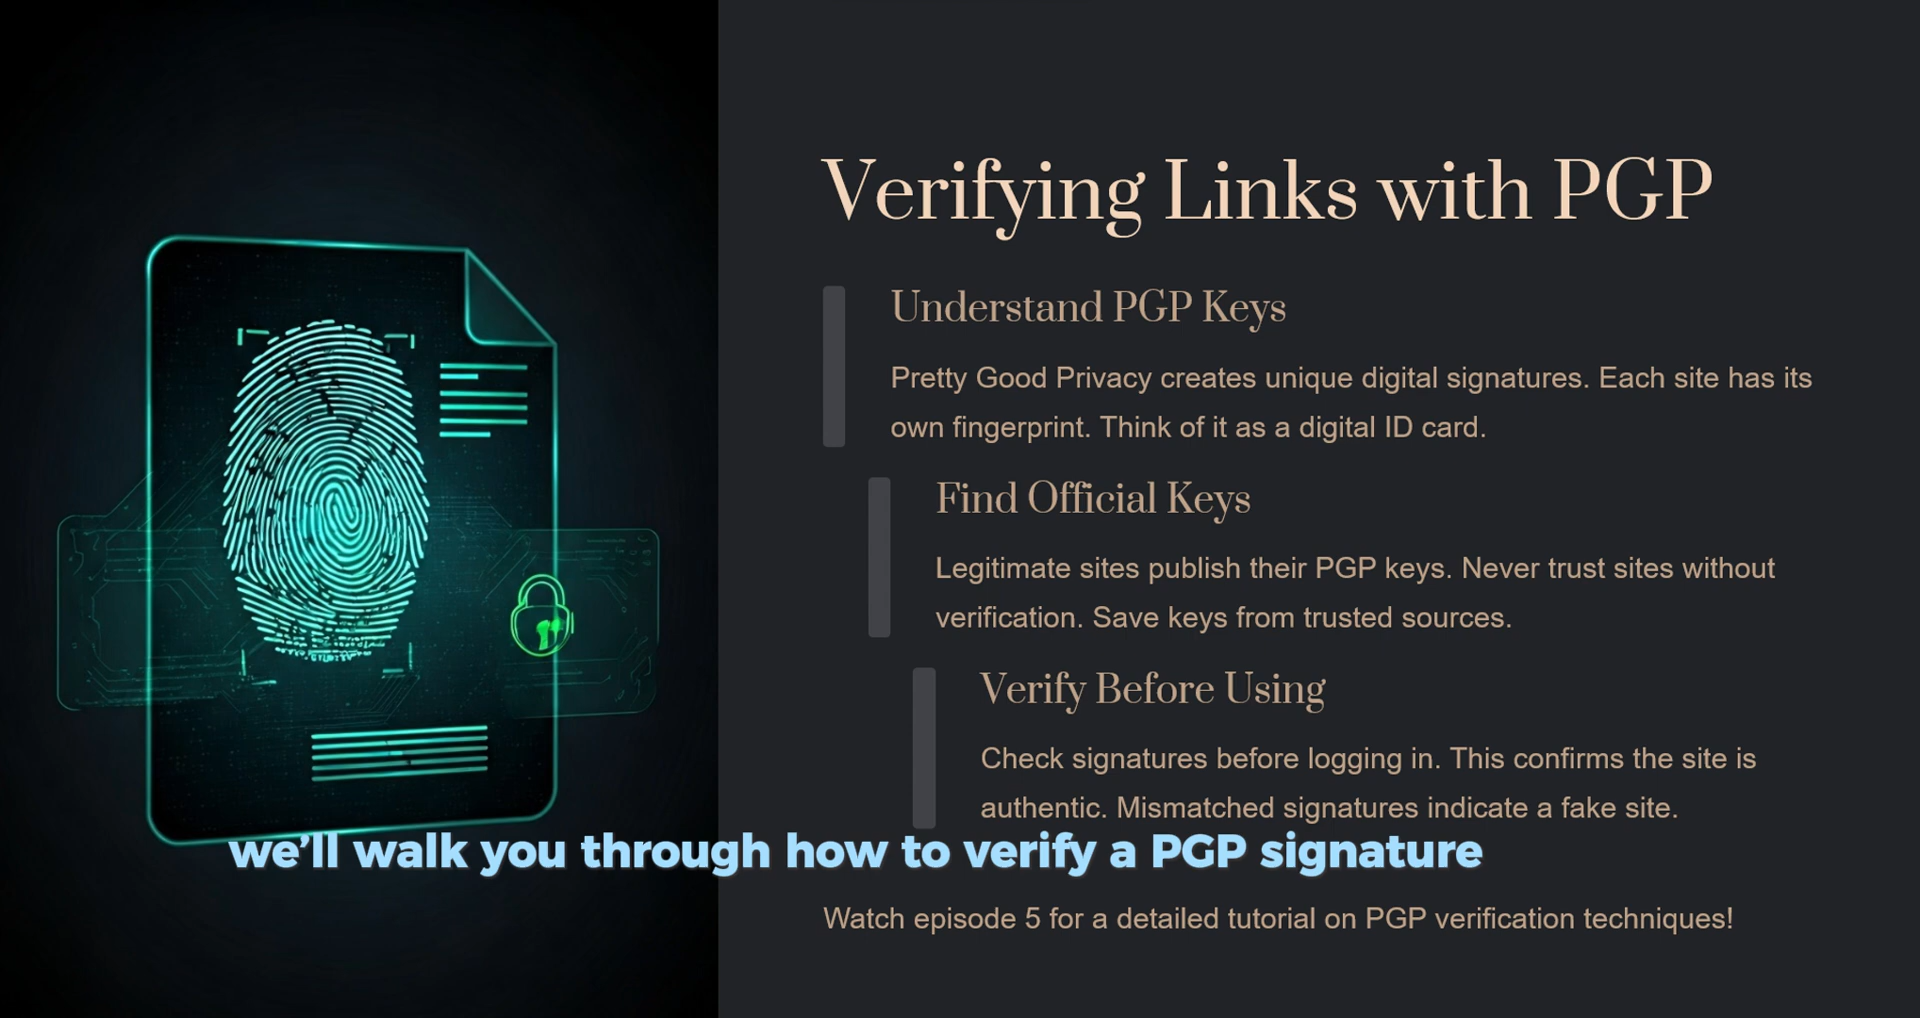 Verifying Links with PGP
Understand PGP Keys
Pretty Good Privacy creates unique digital signatures. Each site has its
own fingerprint. Think of it as a digital ID card.
Find Official Keys
Legitimate sites publish their PGP keys. Never trust sites without
verification. Save keys from trusted sources.
Verify Before Using
Check signatures before logging in. This confirms the site is
authentic. Mismatched signatures indicate a fake site.
we'll walk you through how to verify a PGP signature
Watch episode 5 for a detailed tutorial on PGP verification techniques!